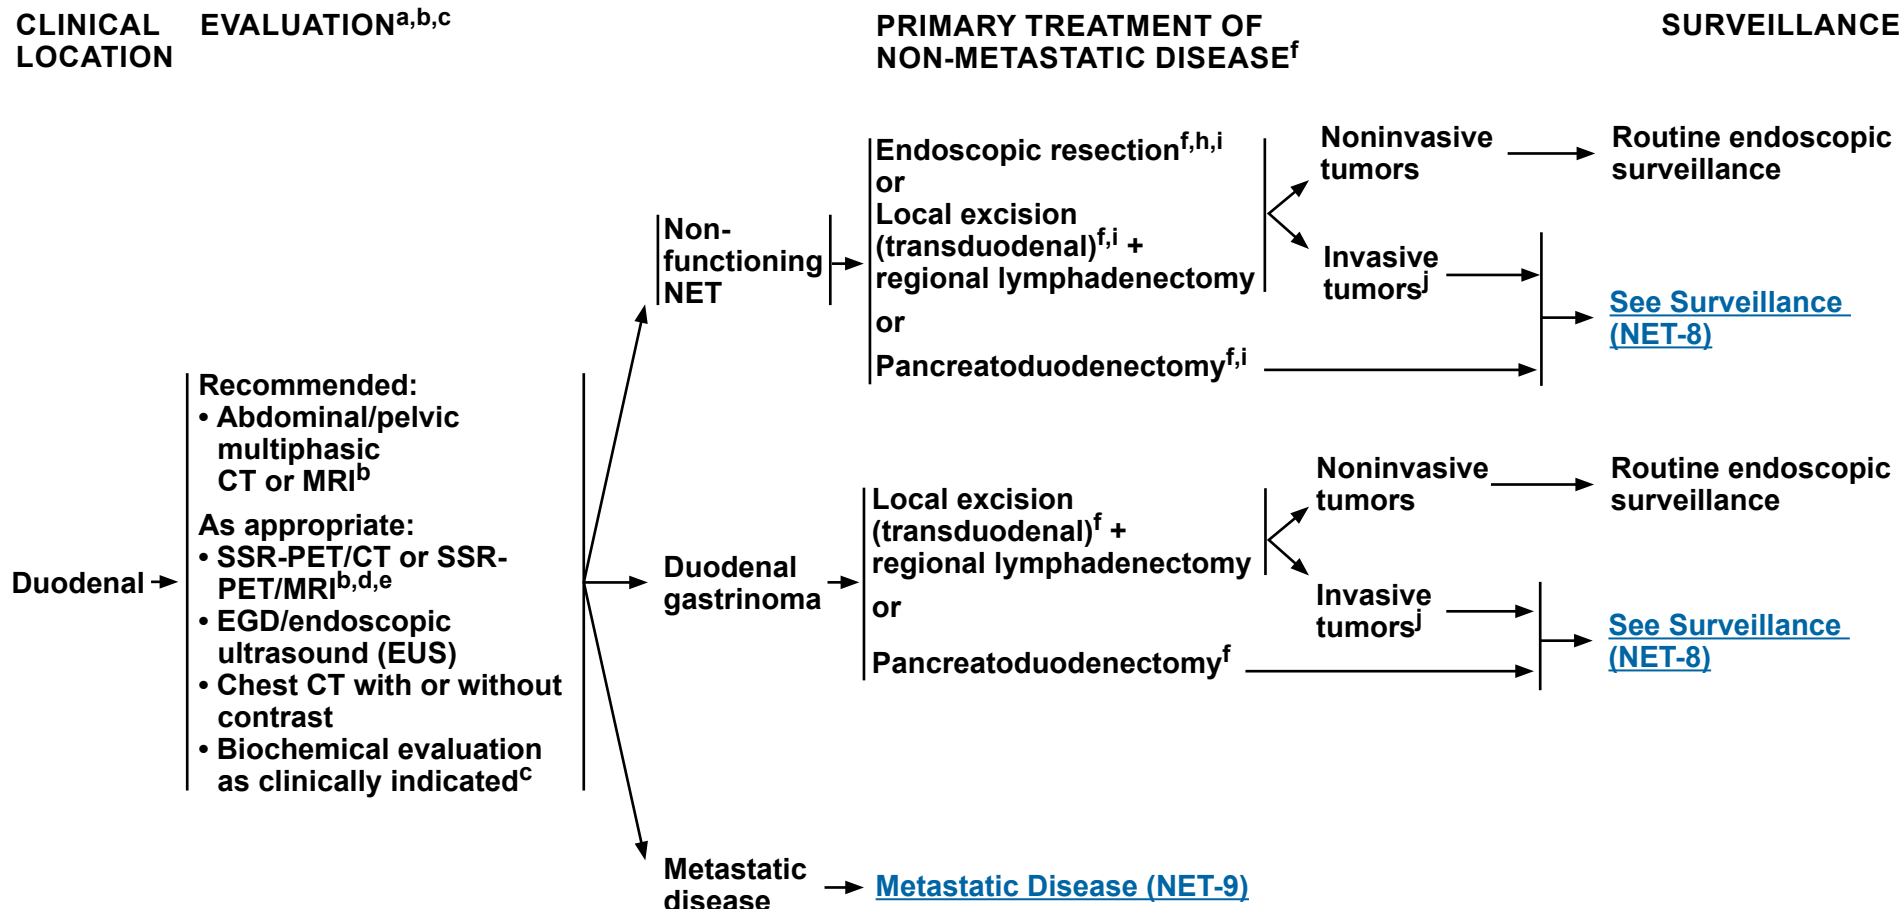 CLINICAL
LOCATION
EVALUATIONa,b,c
PRIMARY TREATMENT OF
NON-METASTATIC DISEASEf
SURVEILLANCE
Duodenal
Recommended:
• Abdominal/pelvic
multiphasic
CT or MRIb
As appropriate:
• SSR-PET/CT or SSR-
PET/MRIb,d,e
• EGD/endoscopic
ultrasound (EUS)
• Chest CT with or without
contrast
• Biochemical evaluation
as clinically indicatedc
Non-
functioning
NET
Endoscopic resectionf,h,i
or
Local excision
(transduodenal)f,i +
regional lymphadenectomy
or
Pancreatoduodenectomyf,i
Noninvasive
tumors
Routine endoscopic
surveillance
Invasive
tumorsj
See Surveillance
(NET-8)
Duodenal
gastrinoma
Local excision
(transduodenal)f +
regional lymphadenectomy
or
Pancreatoduodenectomyf
Noninvasive
tumors
Routine endoscopic
surveillance
Invasive
tumorsj
See Surveillance
(NET-8)
Metastatic
disease
Metastatic Disease (NET-9)